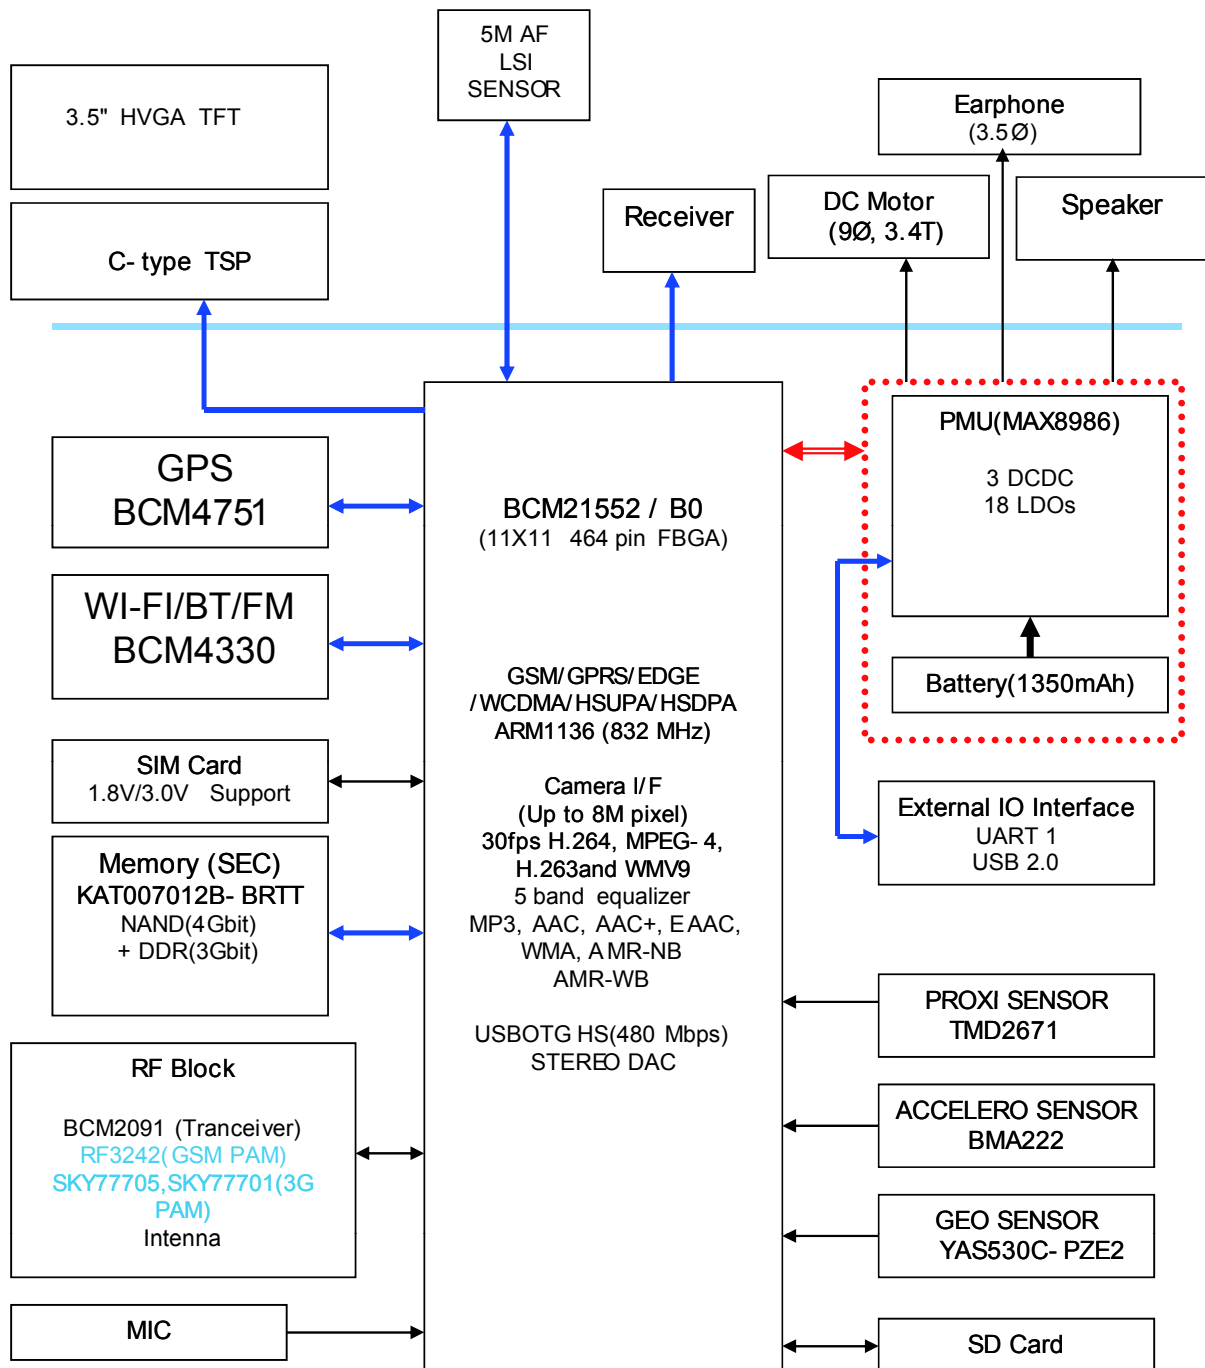 5M AF
LSI
SENSOR
3.5" HVGA TFT
Earphone
(3.5Ø)
C- type TSP
Receiver
DC Motor
(9Ø, 3.4T)
Speaker
GPS
BCM4751
WI-FI/BT/FM
BCM4330
SIM Card
1.8V/3.0V Support
Memory (SEC)
KAT007012B- BRTT
NAND(4Gbit)
+ DDR(3Gbit)
RF Block
BCM2091 (Tranceiver)
RF3242(GSM PAM)
SKY77705,SKY77701(3G
PAM)
Intenna
MIC
BCM21552 / B0
(11X11 464 pin FBGA)
GSM/GPRS/EDGE
/WCDMA/HSUPA/HSDPA
ARM1136 (832 MHz)
Camera I/F
(Up to 8M pixel)
30fps H.264, MPEG- 4,
H.263and WMV9
5 band equalizer
MP3, AAC, AAC+, EAAC,
WMA, AMR-NB
AMR-WB
USBOTG HS(480 Mbps)
STEREO DAC
PMU(MAX8986)
3 DCDC
18 LDOs
Battery(1350mAh)
External IO Interface
UART 1
USB 2.0
PROXI SENSOR
TMD2671
ACCELERO SENSOR
BMA222
GEO SENSOR
YAS530C- PZE2
SD Card